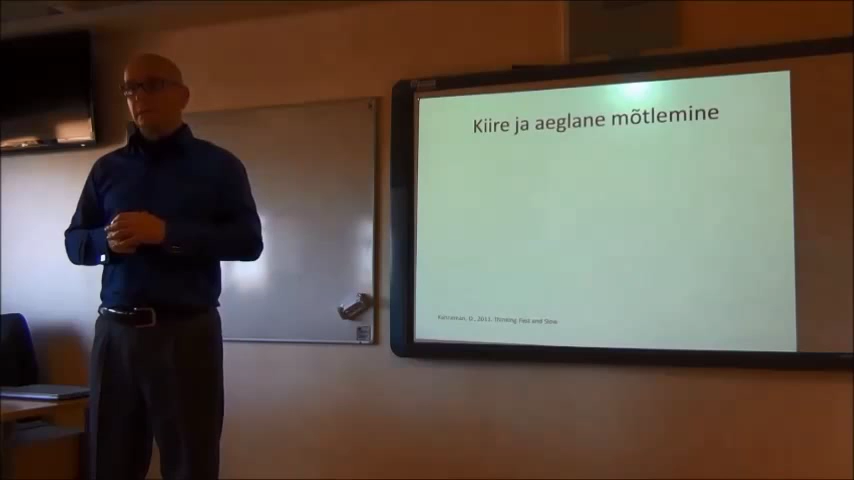 Kiire ja aeglane mõtlemine
Kahneman, D., 2011. Thinking Fast and Slow